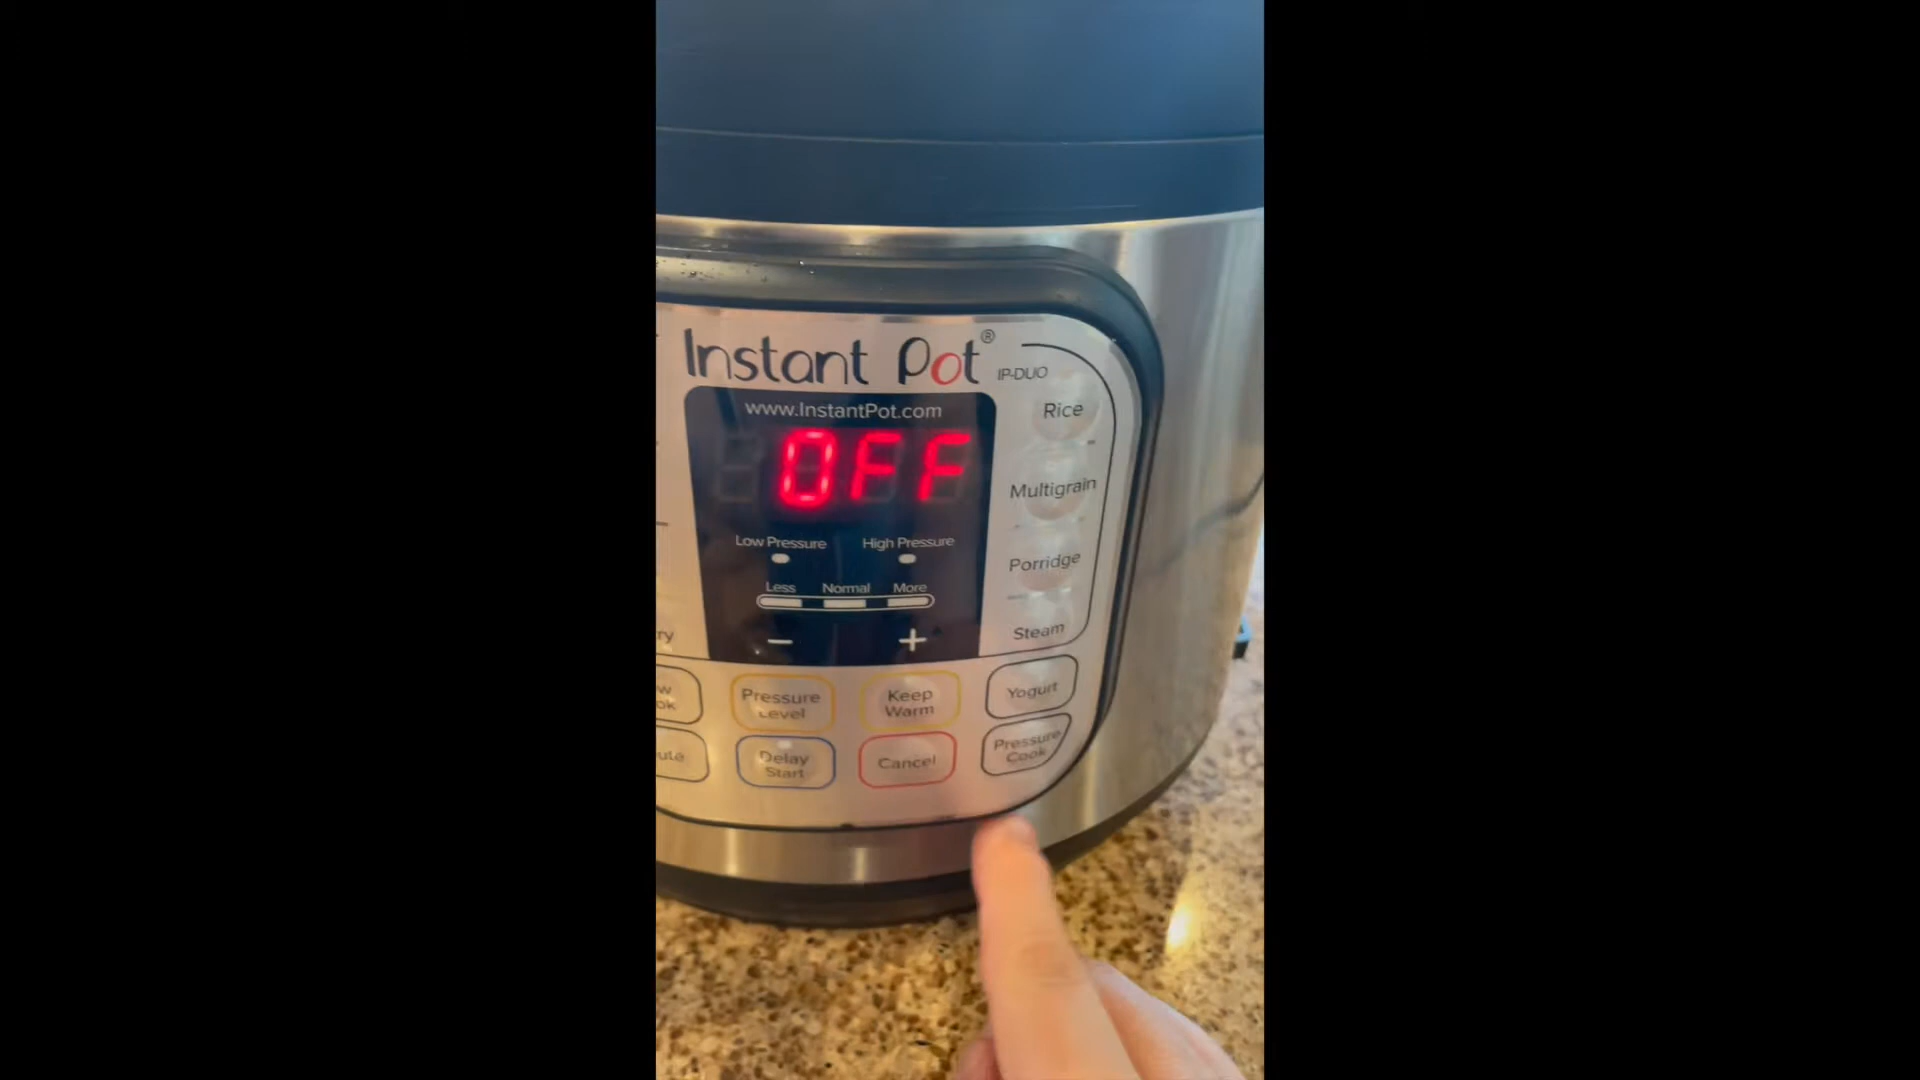 Instant Pot®
IP-DUO
www.InstantPot.com
OFF
Low Pressure
High Pressure
Less
Normal
More
−
+
Rice
Multigrain
Porridge
Steam
Pressure
Level
Keep
Warm
Yogurt
Delay
Start
Cancel
Pressure
Cook